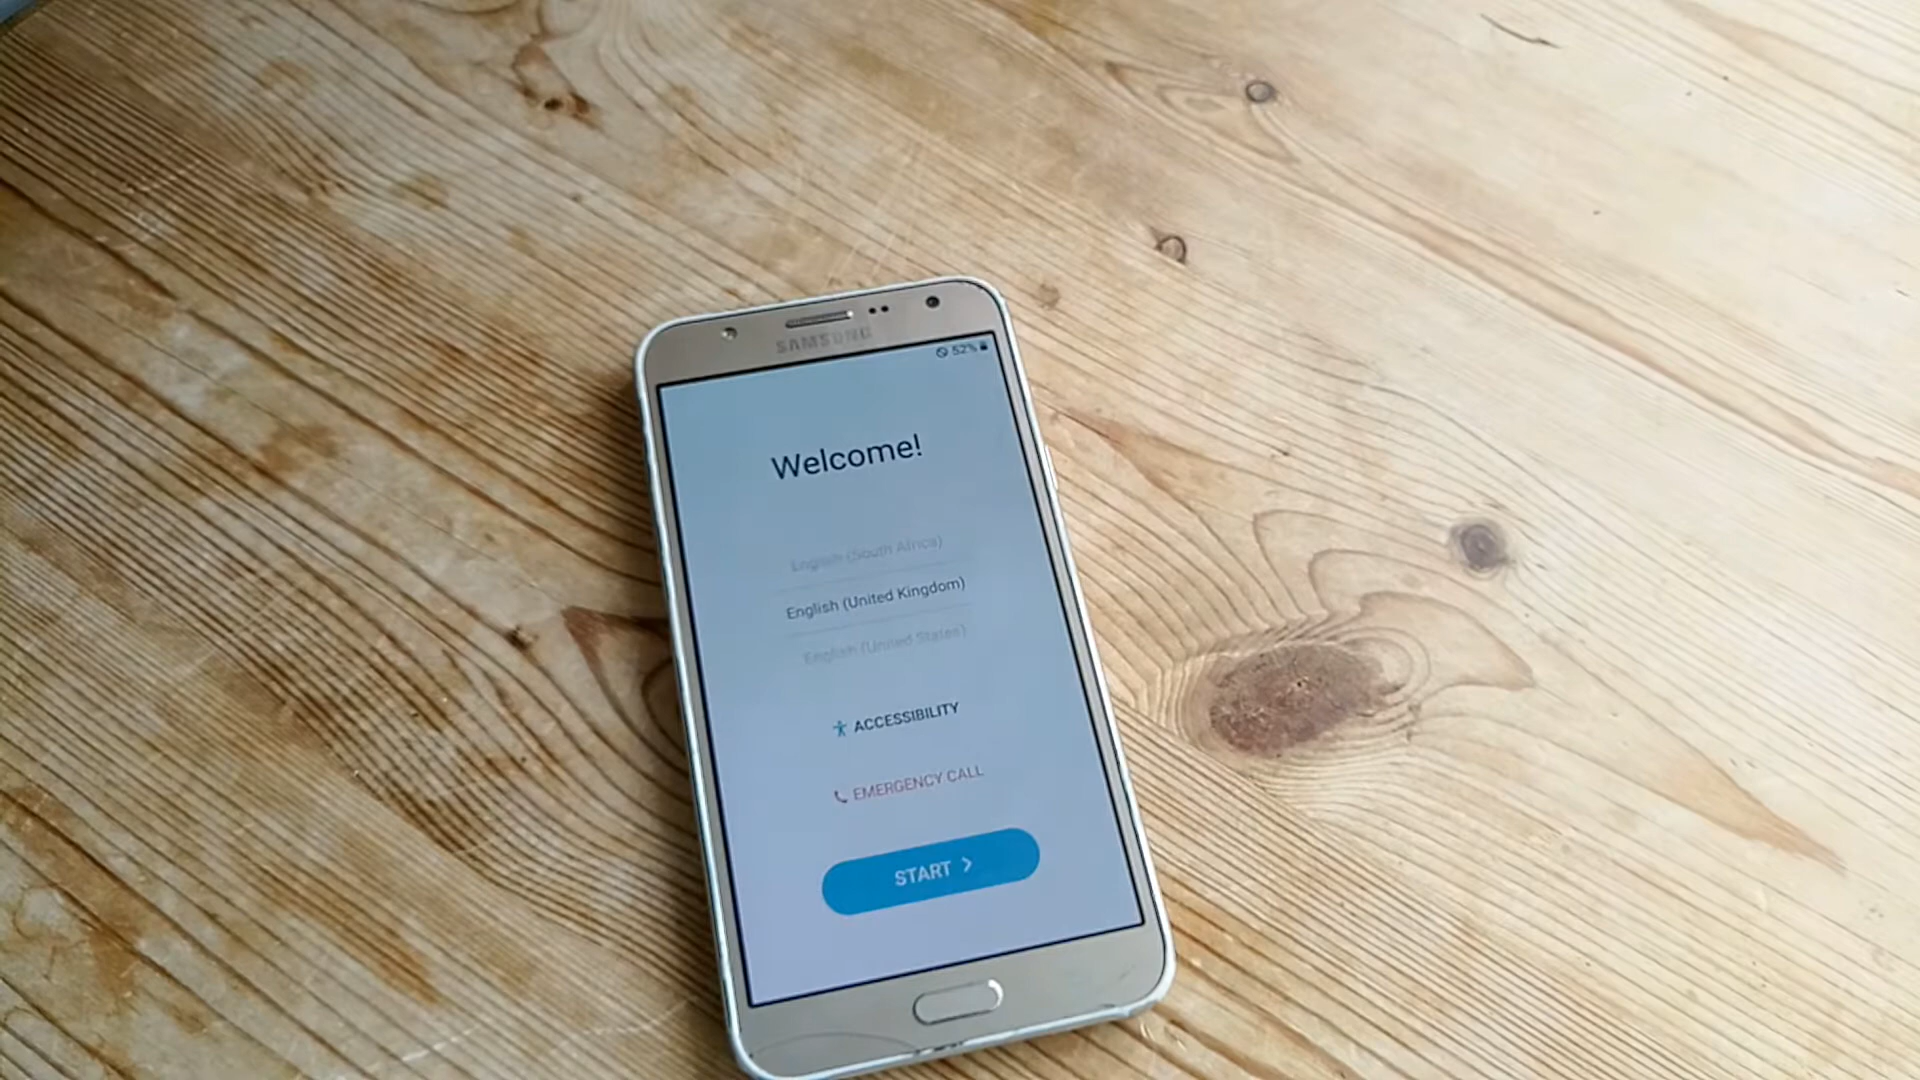 SAMSUNG
52%
Welcome!
English (South Africa)
English (United Kingdom)
English (United States)
ACCESSIBILITY
EMERGENCY CALL
START